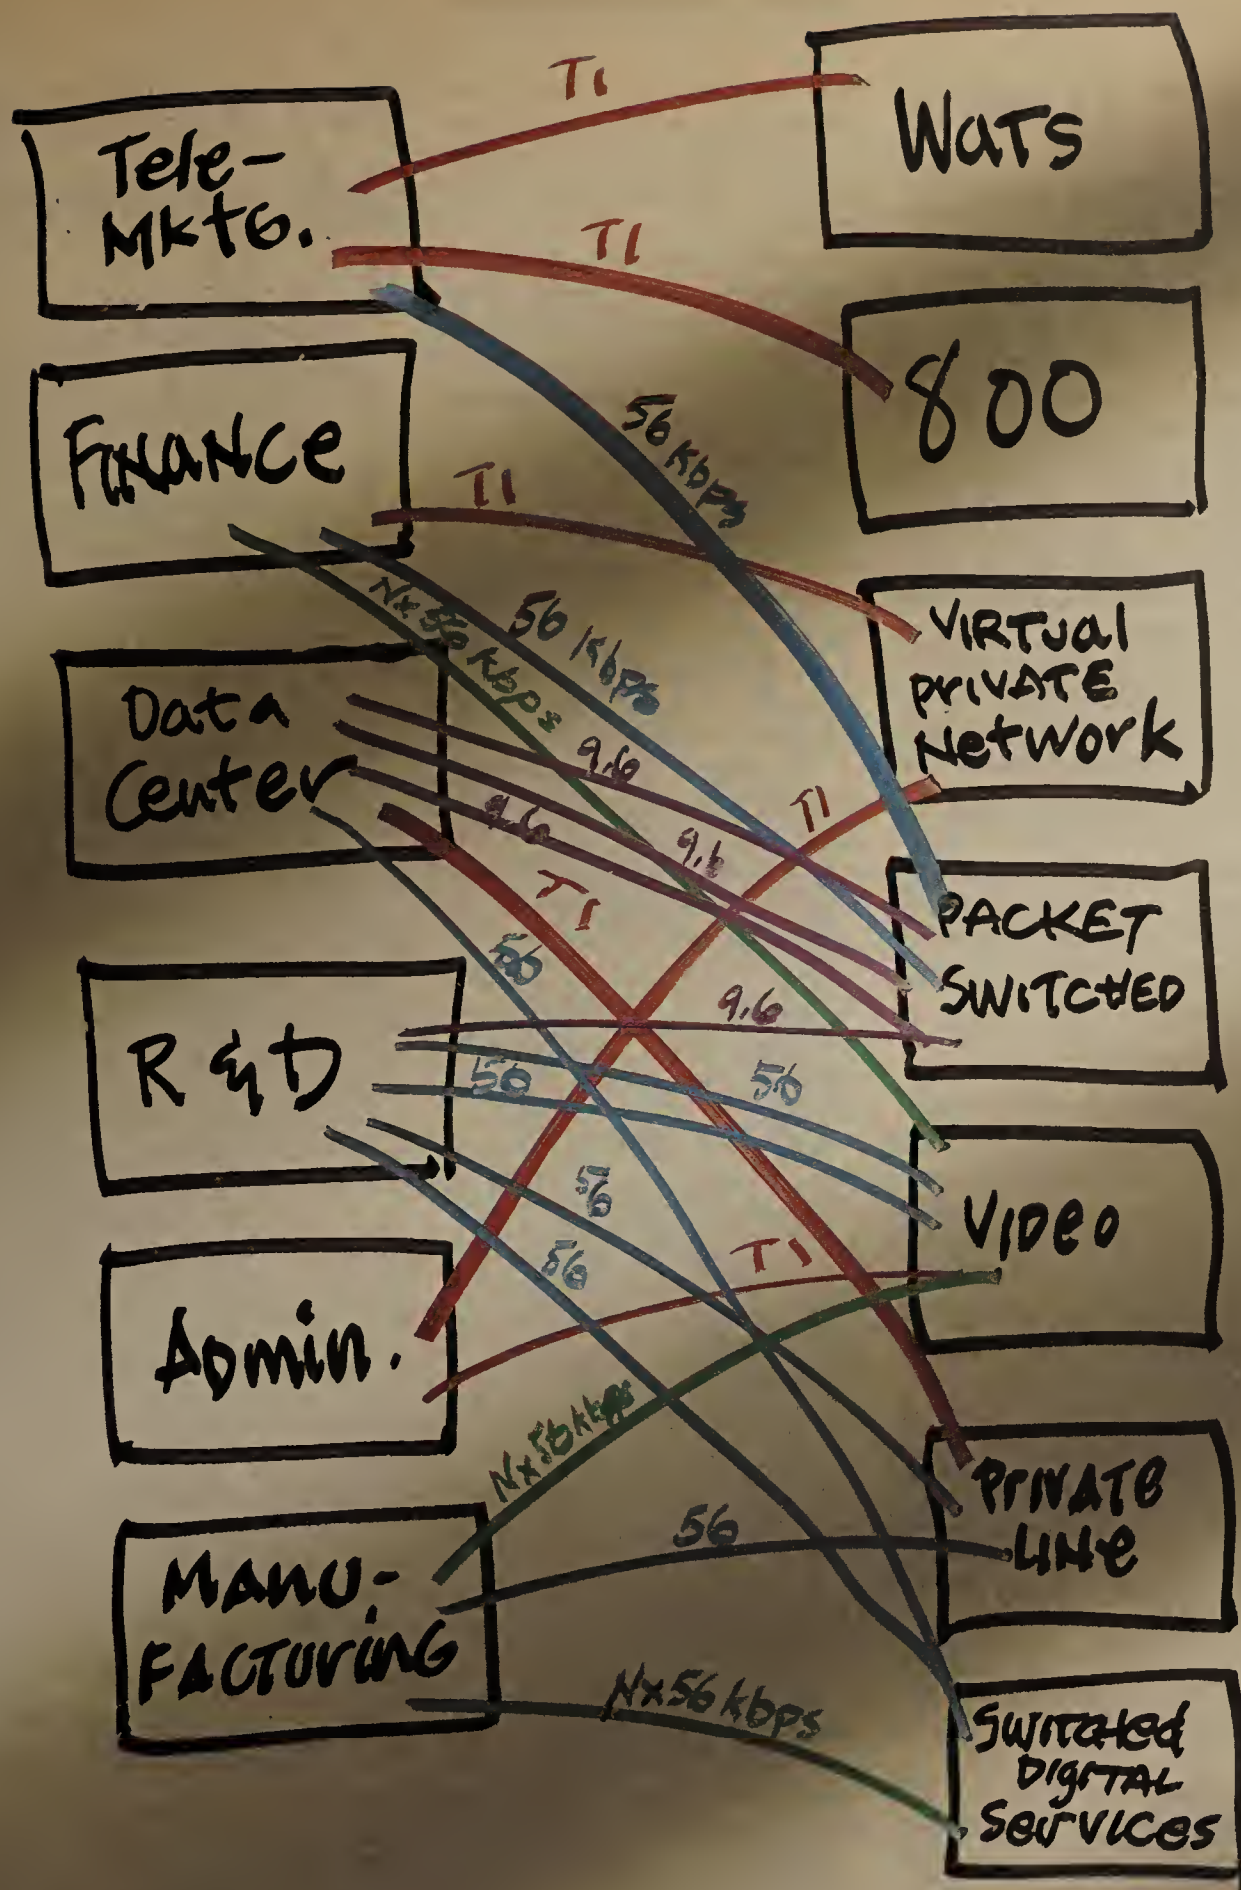 Tele-
Mktg.
Finance
Data
Center
R & D
Admin.
Manu-
facturing
T1
T1
56 kbps
T1
Nx56 kbps
56 kbps
9.6
9.6
9.6
T1
T1
56
9.6
56
56
56
56
T1
Nx56 kbps
56
Nx56 kbps
Wats
800
Virtual
Private
Network
Packet
Switched
Video
Private
Line
Switched
Digital
Services